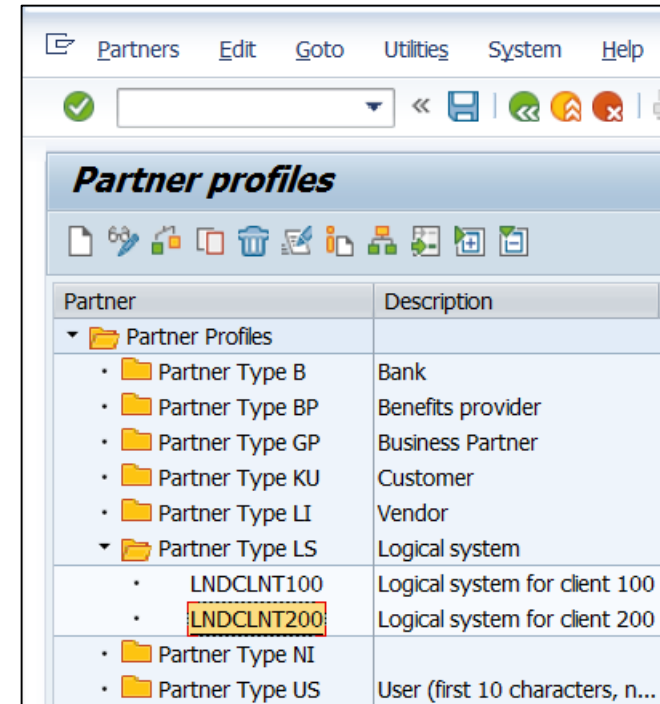 Partners Edit Goto Utilities System Help
Partner profiles
Partner Description
Partner Profiles
Partner Type B Bank
Partner Type BP Benefits provider
Partner Type GP Business Partner
Partner Type KU Customer
Partner Type LI Vendor
Partner Type LS Logical system
LNDCLNT100 Logical system for client 100
LNDCLNT200 Logical system for client 200
Partner Type NI
Partner Type US User (first 10 characters, n...